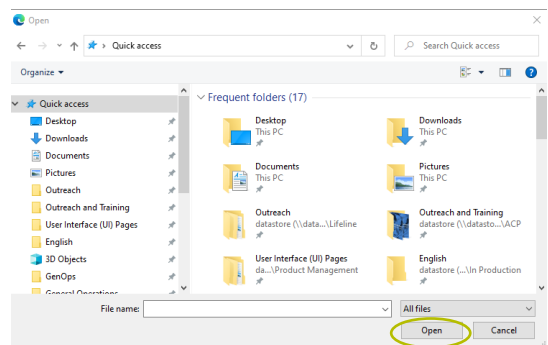 Open
Quick access
Search Quick access
Organize
Quick access
Desktop
Downloads
Documents
Pictures
Outreach
Outreach and Training
User Interface (UI) Pages
English
3D Objects
GenOps
General Operations
Frequent folders (17)
Desktop
This PC
Downloads
This PC
Documents
This PC
Pictures
This PC
Outreach
datastore (\\data...\Lifeline
Outreach and Training
datastore (\\datasto...\ACP
User Interface (UI) Pages
da...\Product Management
English
datastore (...\In Production
File name:
All files
Open
Cancel